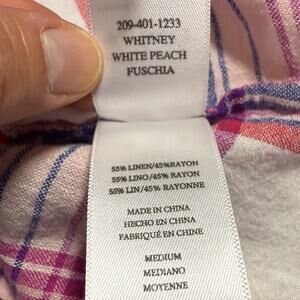 209-401-1233
WHITNEY
WHITE PEACH
FUSCHIA
55% LINEN/45%RAYON
55% LINO/45% RAYON
55% LIN/45% RAYONNE
MADE IN CHINA
HECHO EN CHINA
FABRIQUÉ EN CHINE
MEDIUM
MEDIANO
MOYENNE